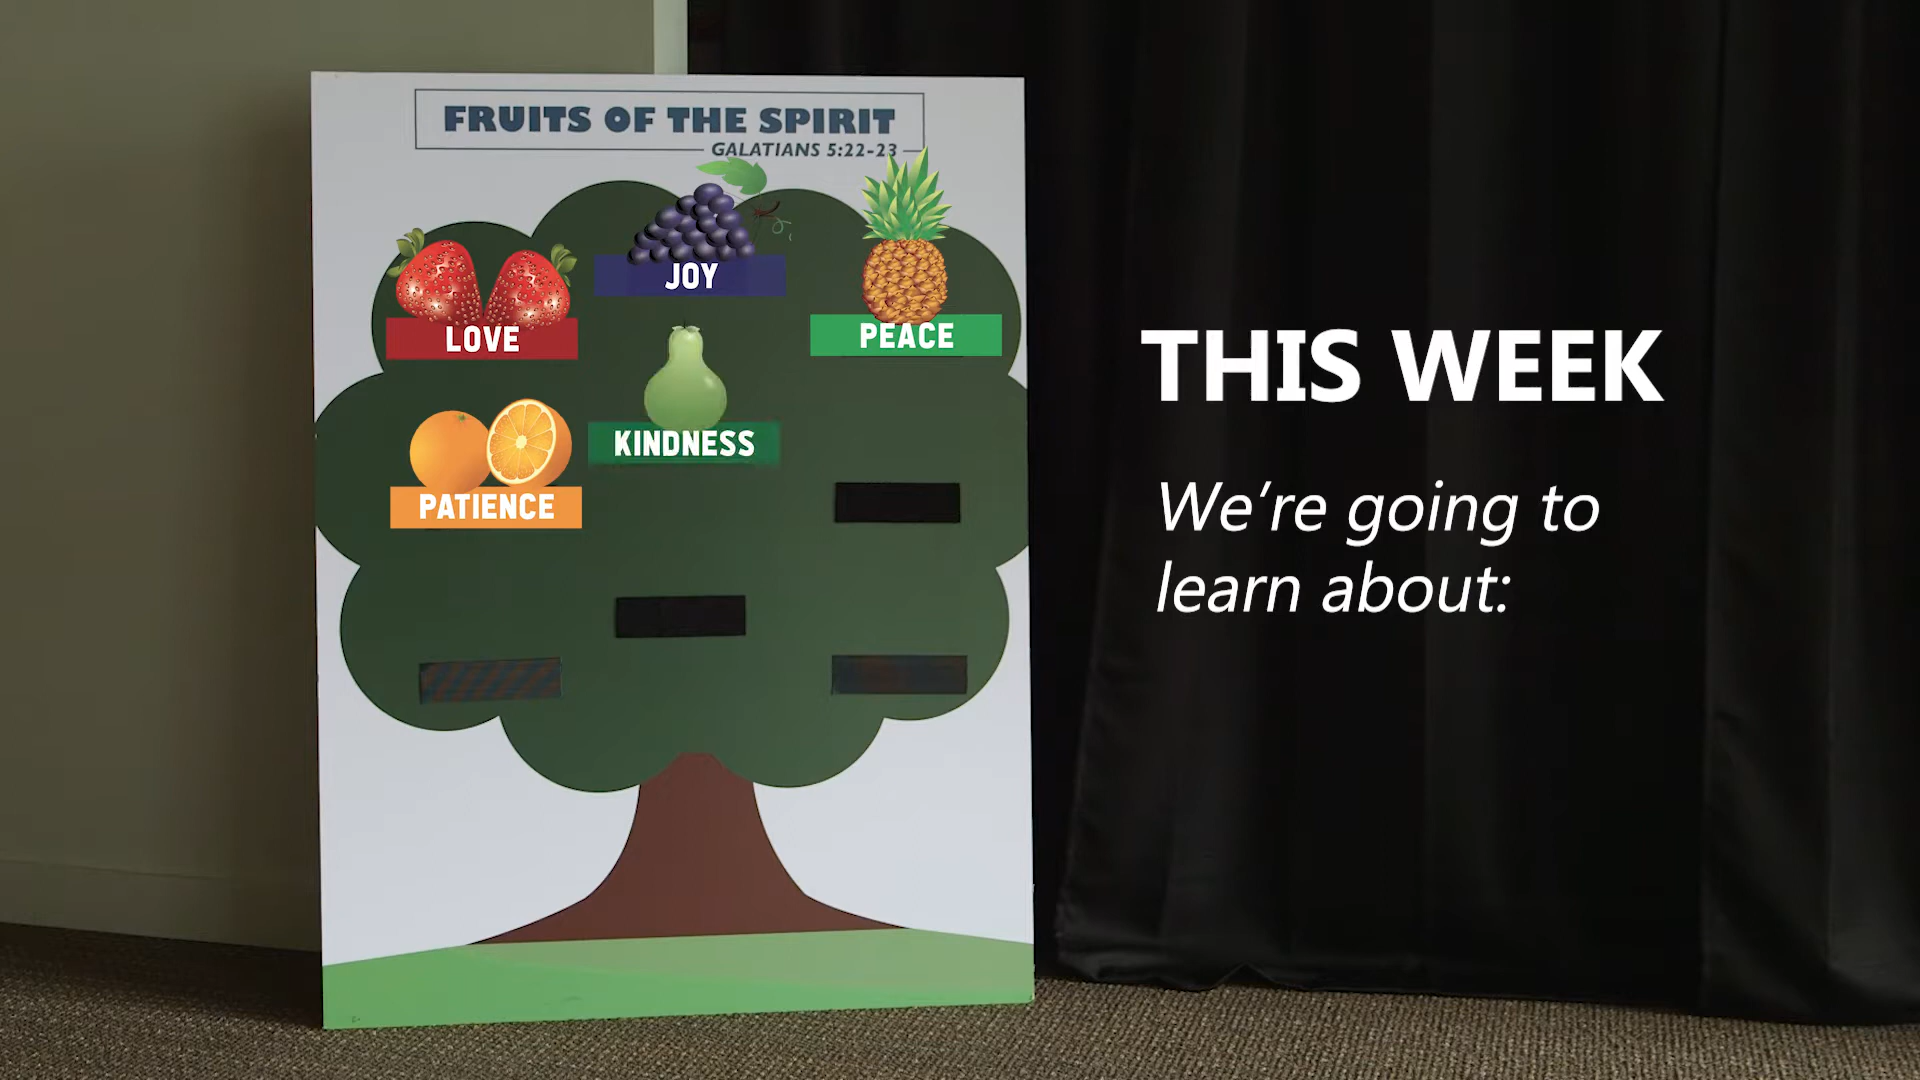 FRUITS OF THE SPIRIT
GALATIANS 5:22-23
JOY
LOVE
PEACE
KINDNESS
PATIENCE
THIS WEEK
We're going to
learn about: